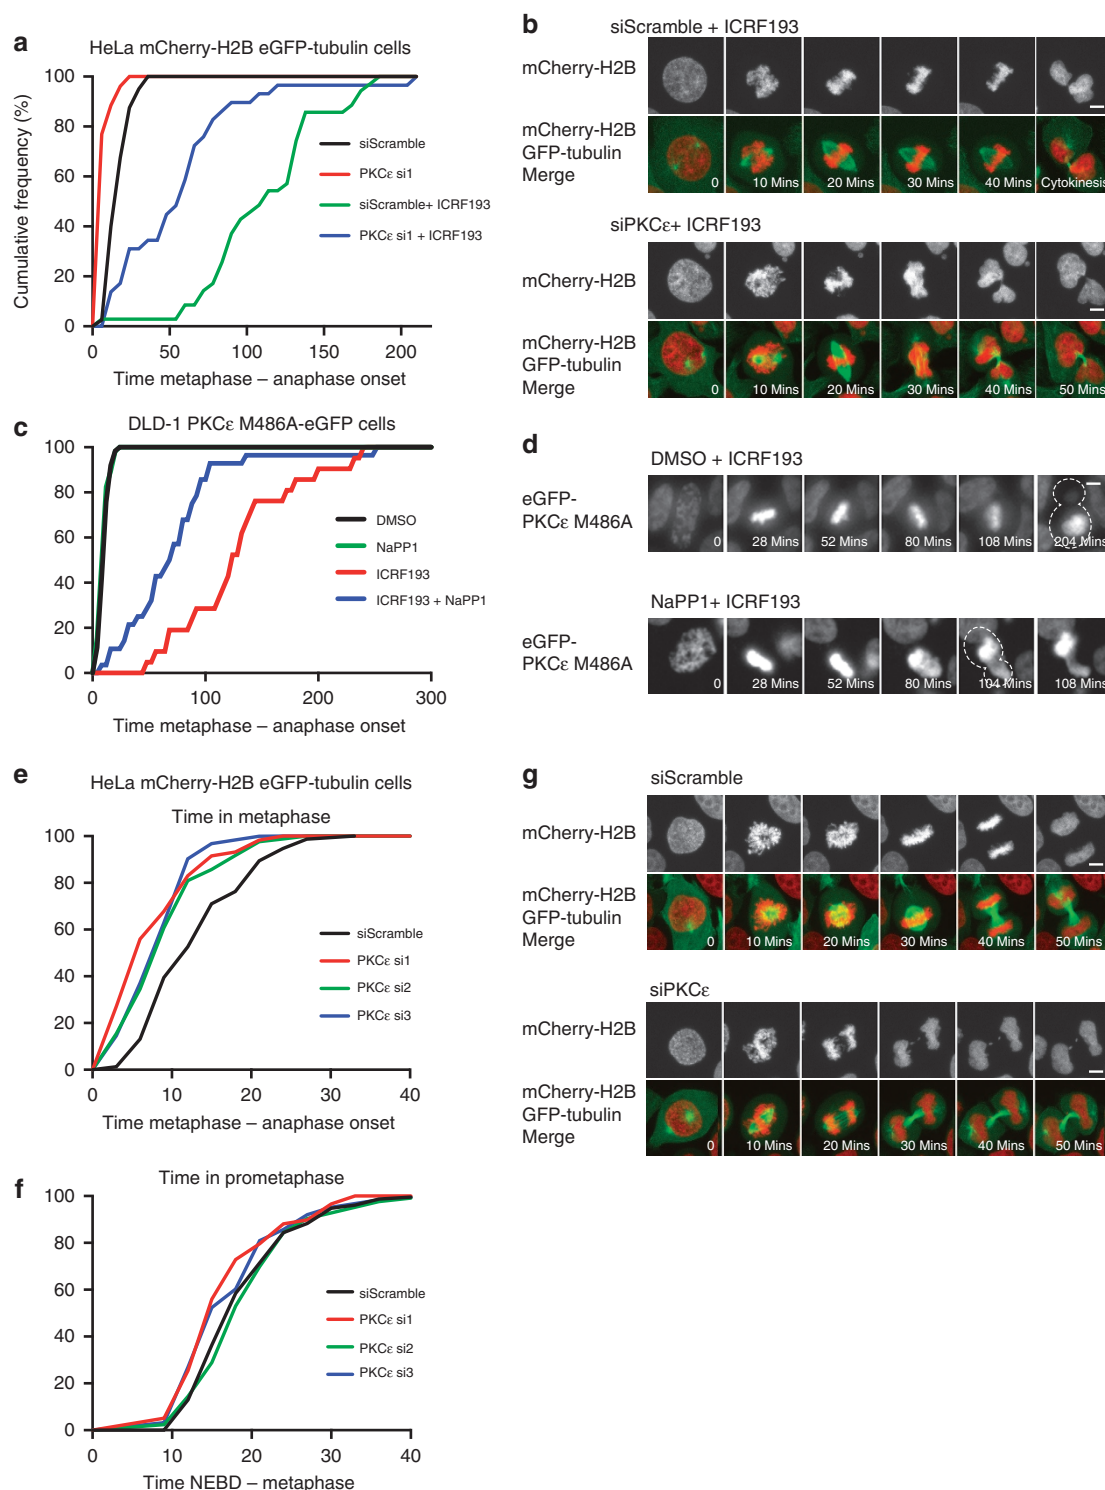 a
HeLa mCherry-H2B eGFP-tubulin cells
Cumulative frequency (%)
100
80
60
40
20
0
siScramble
PKCε si1
siScramble+ ICRF193
PKCε si1 + ICRF193
0 50 100 150 200
Time metaphase – anaphase onset
b
siScramble + ICRF193
mCherry-H2B
mCherry-H2B
GFP-tubulin
Merge
0 10 Mins 20 Mins 30 Mins 40 Mins Cytokinesis
siPKCε+ ICRF193
mCherry-H2B
mCherry-H2B
GFP-tubulin
Merge
0 10 Mins 20 Mins 30 Mins 40 Mins 50 Mins
c
DLD-1 PKCε M486A-eGFP cells
100
80
60
40
20
0
DMSO
NaPP1
ICRF193
ICRF193 + NaPP1
0 100 200 300
Time metaphase – anaphase onset
d
DMSO + ICRF193
eGFP-
PKCε M486A
0 28 Mins 52 Mins 80 Mins 108 Mins 204 Mins
NaPP1+ ICRF193
eGFP-
PKCε M486A
0 28 Mins 52 Mins 80 Mins 104 Mins 108 Mins
e
HeLa mCherry-H2B eGFP-tubulin cells
Time in metaphase
100
80
60
40
20
0
siScramble
PKCε si1
PKCε si2
PKCε si3
0 10 20 30 40
Time metaphase – anaphase onset
f
Time in prometaphase
100
80
60
40
20
0
siScramble
PKCε si1
PKCε si2
PKCε si3
0 10 20 30 40
Time NEBD – metaphase
g
siScramble
mCherry-H2B
mCherry-H2B
GFP-tubulin
Merge
0 10 Mins 20 Mins 30 Mins 40 Mins 50 Mins
siPKCε
mCherry-H2B
mCherry-H2B
GFP-tubulin
Merge
0 10 Mins 20 Mins 30 Mins 40 Mins 50 Mins